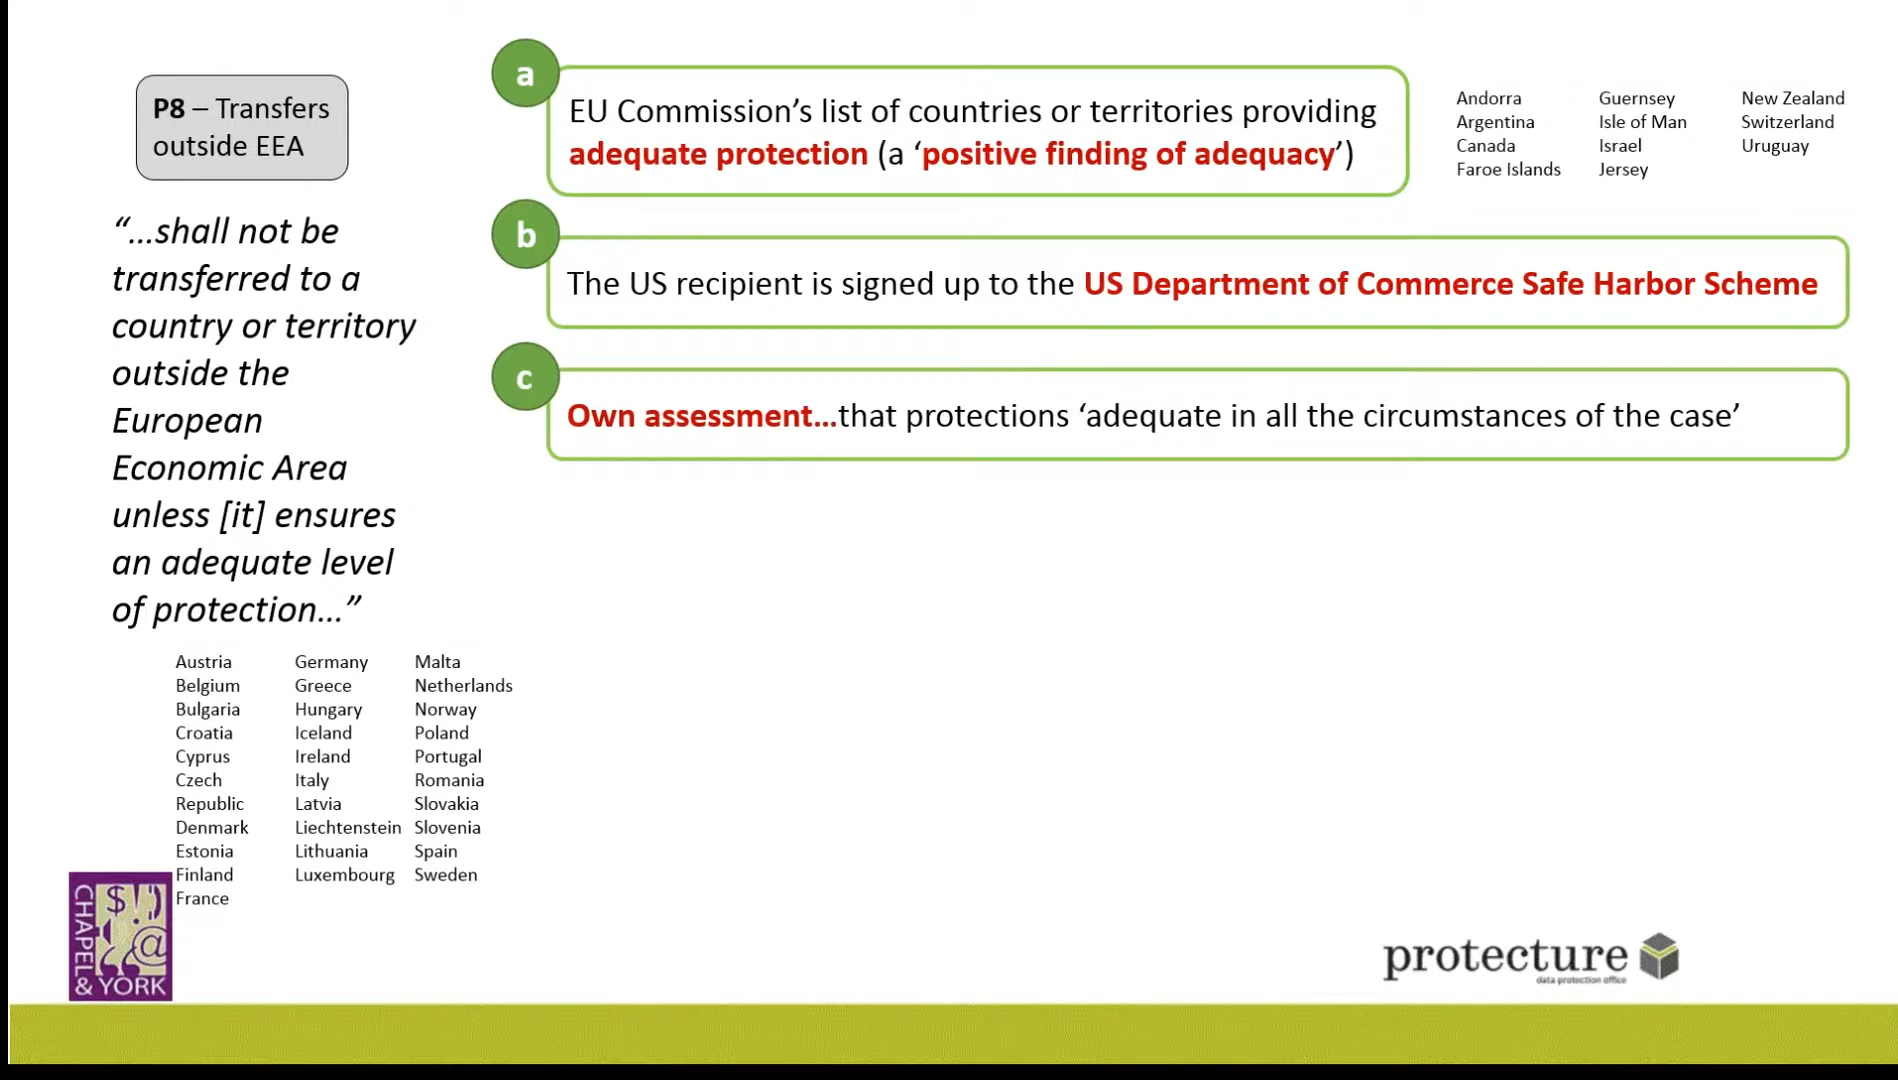 P8 – Transfers
outside EEA
“...shall not be
transferred to a
country or territory
outside the
European
Economic Area
unless [it] ensures
an adequate level
of protection...”
Austria
Belgium
Bulgaria
Croatia
Cyprus
Czech
Republic
Denmark
Estonia
Finland
France
Germany
Greece
Hungary
Iceland
Ireland
Italy
Latvia
Liechtenstein
Lithuania
Luxembourg
Malta
Netherlands
Norway
Poland
Portugal
Romania
Slovakia
Slovenia
Spain
Sweden
a
EU Commission’s list of countries or territories providing
adequate protection (a ‘positive finding of adequacy’)
Andorra
Argentina
Canada
Faroe Islands
Guernsey
Isle of Man
Israel
Jersey
New Zealand
Switzerland
Uruguay
b
The US recipient is signed up to the US Department of Commerce Safe Harbor Scheme
c
Own assessment...that protections ‘adequate in all the circumstances of the case’
CHAPEL
& YORK
protecture
data protection office